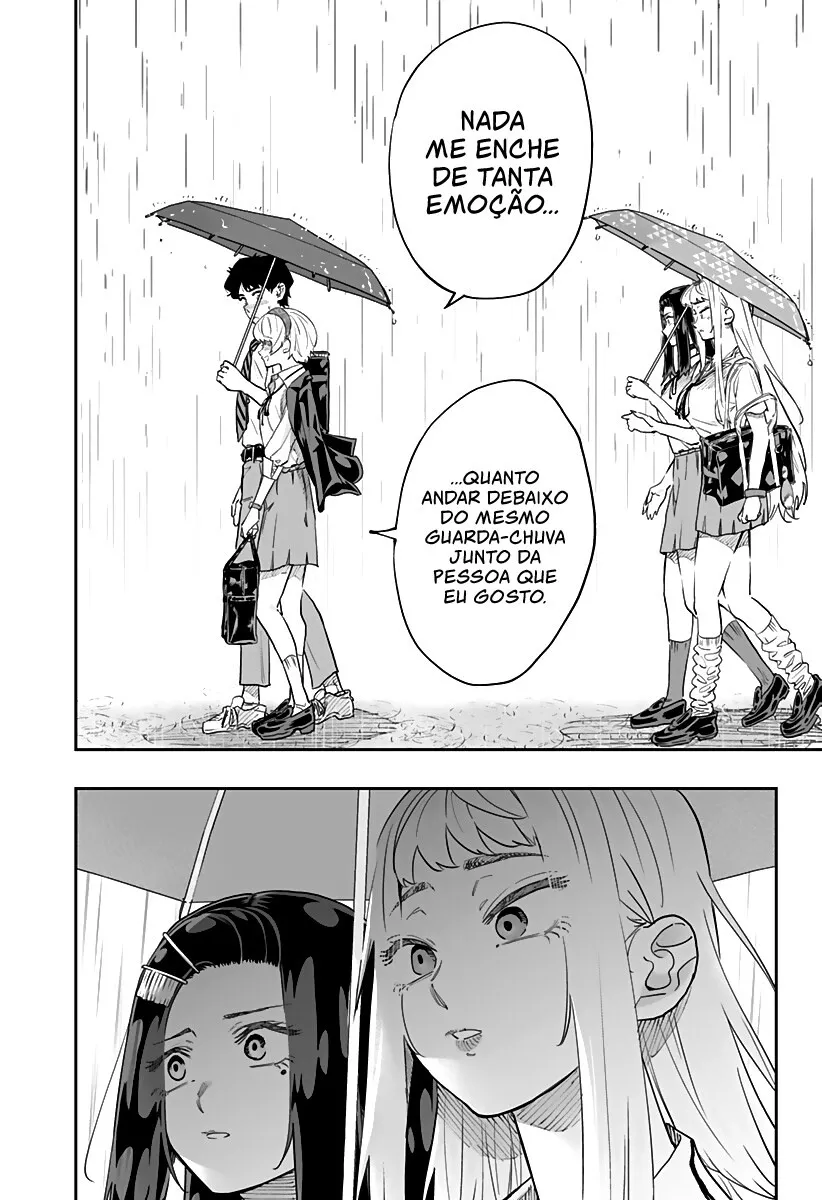 NADA
ME ENCHE
DE TANTA
EMOÇÃO...
...QUANTO
ANDAR DEBAIXO
DO MESMO
GUARDA-CHUVA
JUNTO DA
PESSOA QUE
EU GOSTO.